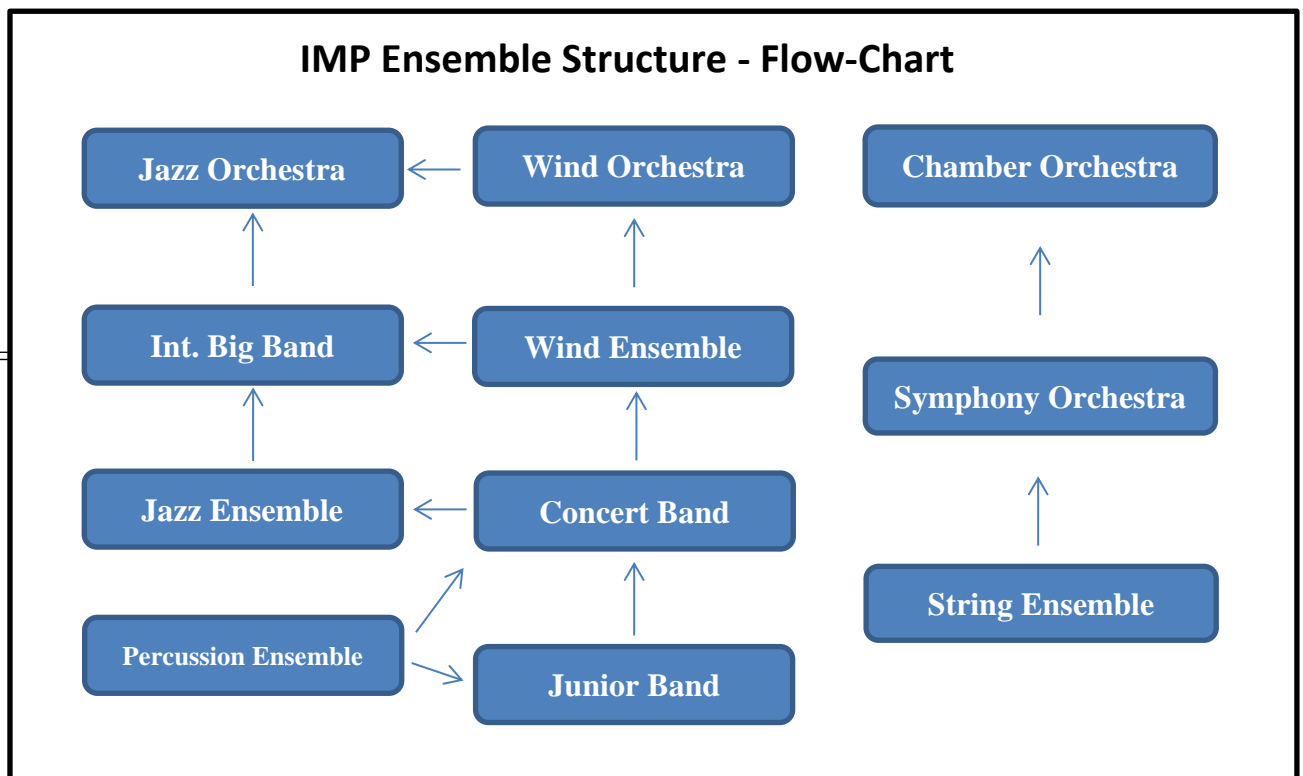 IMP Ensemble Structure - Flow-Chart
Jazz Orchestra
Wind Orchestra
Chamber Orchestra
Int. Big Band
Wind Ensemble
Symphony Orchestra
Jazz Ensemble
Concert Band
String Ensemble
Percussion Ensemble
Junior Band